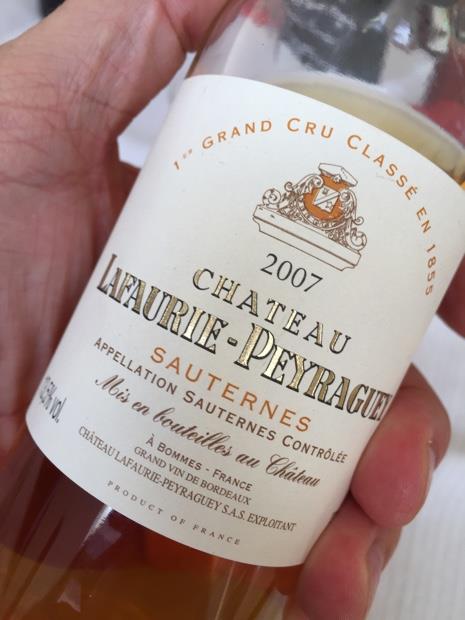 1er GRAND CRU CLASSÉ EN 1855
2007
CHATEAU
LAFAURIE-PEYRAGUEY
SAUTERNES
APPELLATION SAUTERNES CONTRÔLÉE
Mis en bouteilles au Château
À BOMMES - FRANCE
GRAND VIN DE BORDEAUX
CHÂTEAU LAFAURIE-PEYRAGUEY S.A.S. EXPLOITANT
PRODUCT OF FRANCE